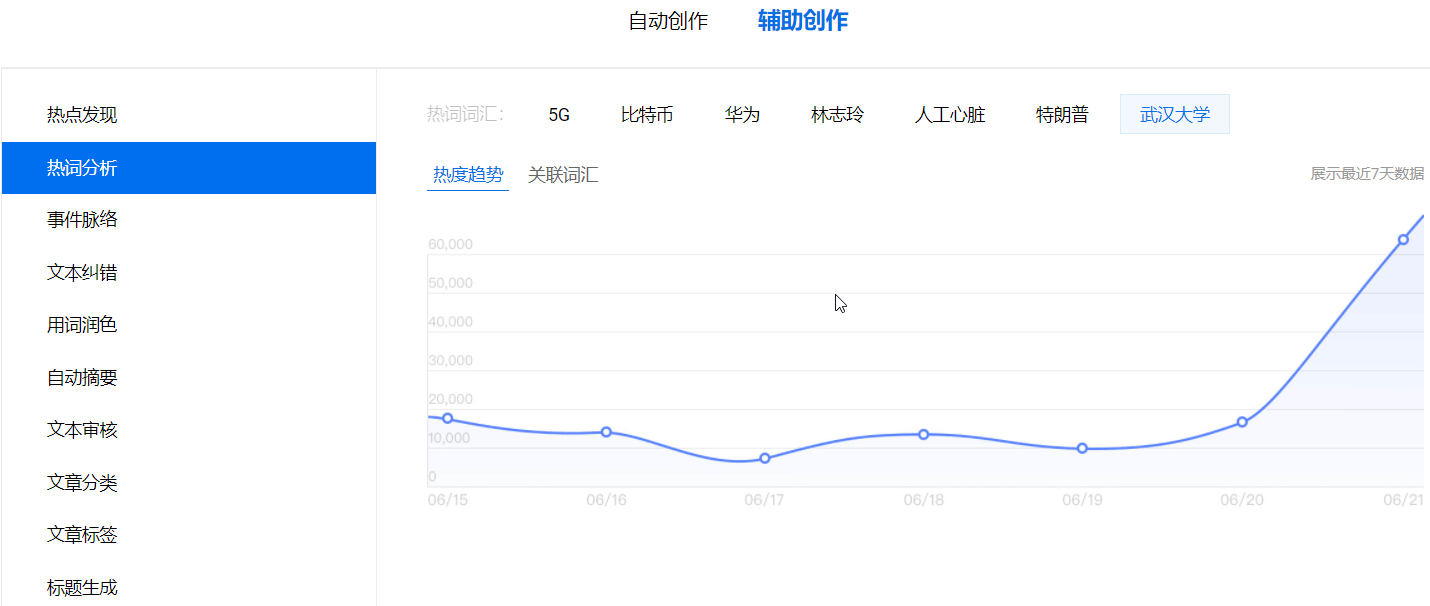 自动创作 辅助创作
热点发现
热词分析
事件脉络
文本纠错
用词润色
自动摘要
文本审核
文章分类
文章标签
标题生成
热词词汇: 5G 比特币 华为 林志玲 人工心脏 特朗普 武汉大学
热度趋势 关联词汇 展示最近7天数据
60,000
50,000
40,000
30,000
20,000
10,000
0
06/15 06/16 06/17 06/18 06/19 06/20 06/21